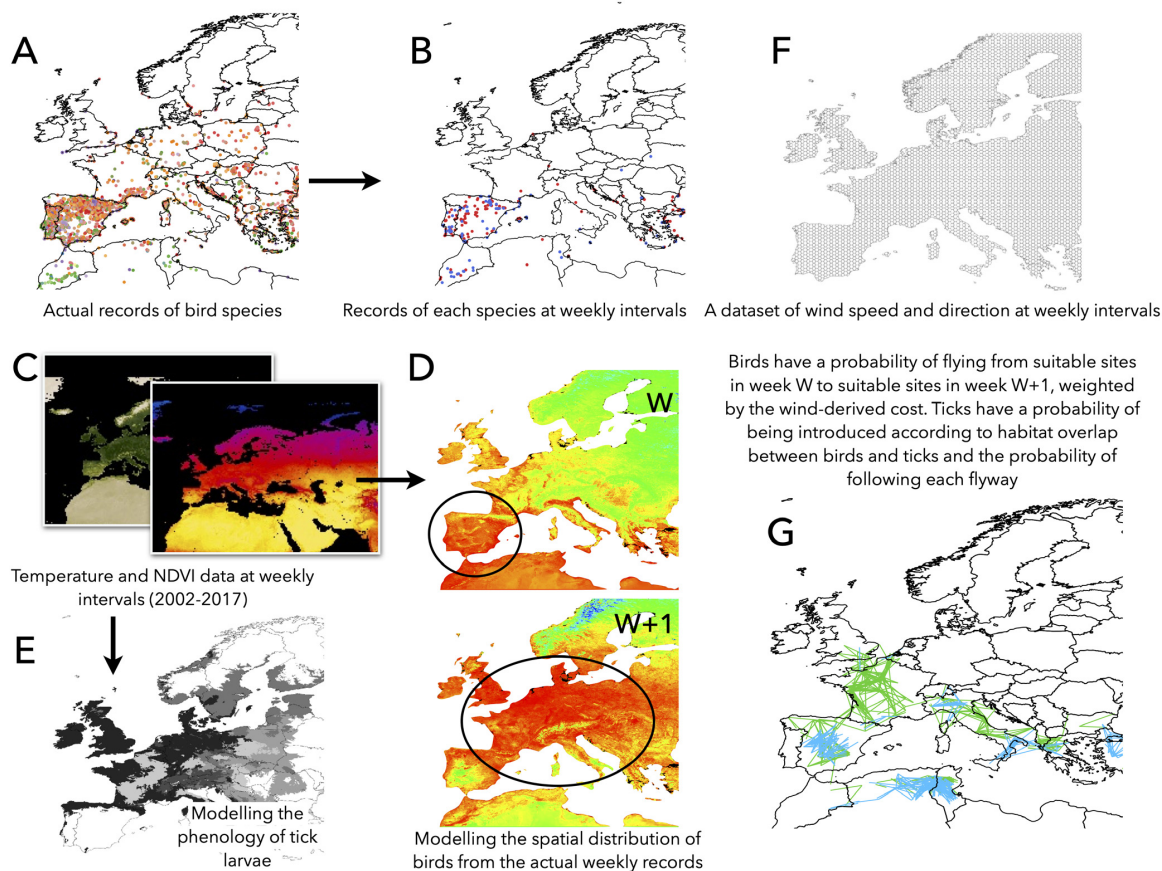 A
B
F
Actual records of bird species
Records of each species at weekly intervals
A dataset of wind speed and direction at weekly intervals
C
Temperature and NDVI data at weekly
intervals (2002-2017)
D
W
W+1
Modelling the spatial distribution of
birds from the actual weekly records
E
Modelling the
phenology of tick
larvae
Birds have a probability of flying from suitable sites
in week W to suitable sites in week W+1, weighted
by the wind-derived cost. Ticks have a probability of
being introduced according to habitat overlap
between birds and ticks and the probability of
following each flyway
G